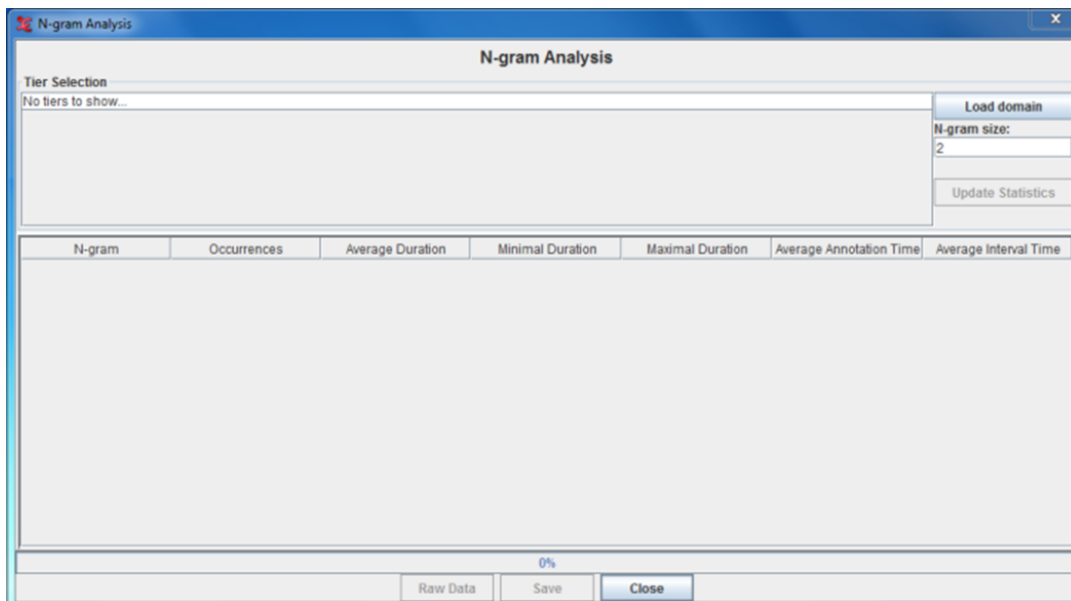 N-gram Analysis
x
N-gram Analysis
Tier Selection
No tiers to show...
Load domain
N-gram size:
2
Update Statistics
N-gram Occurrences Average Duration Minimal Duration Maximal Duration Average Annotation Time Average Interval Time
0%
Raw Data Save Close